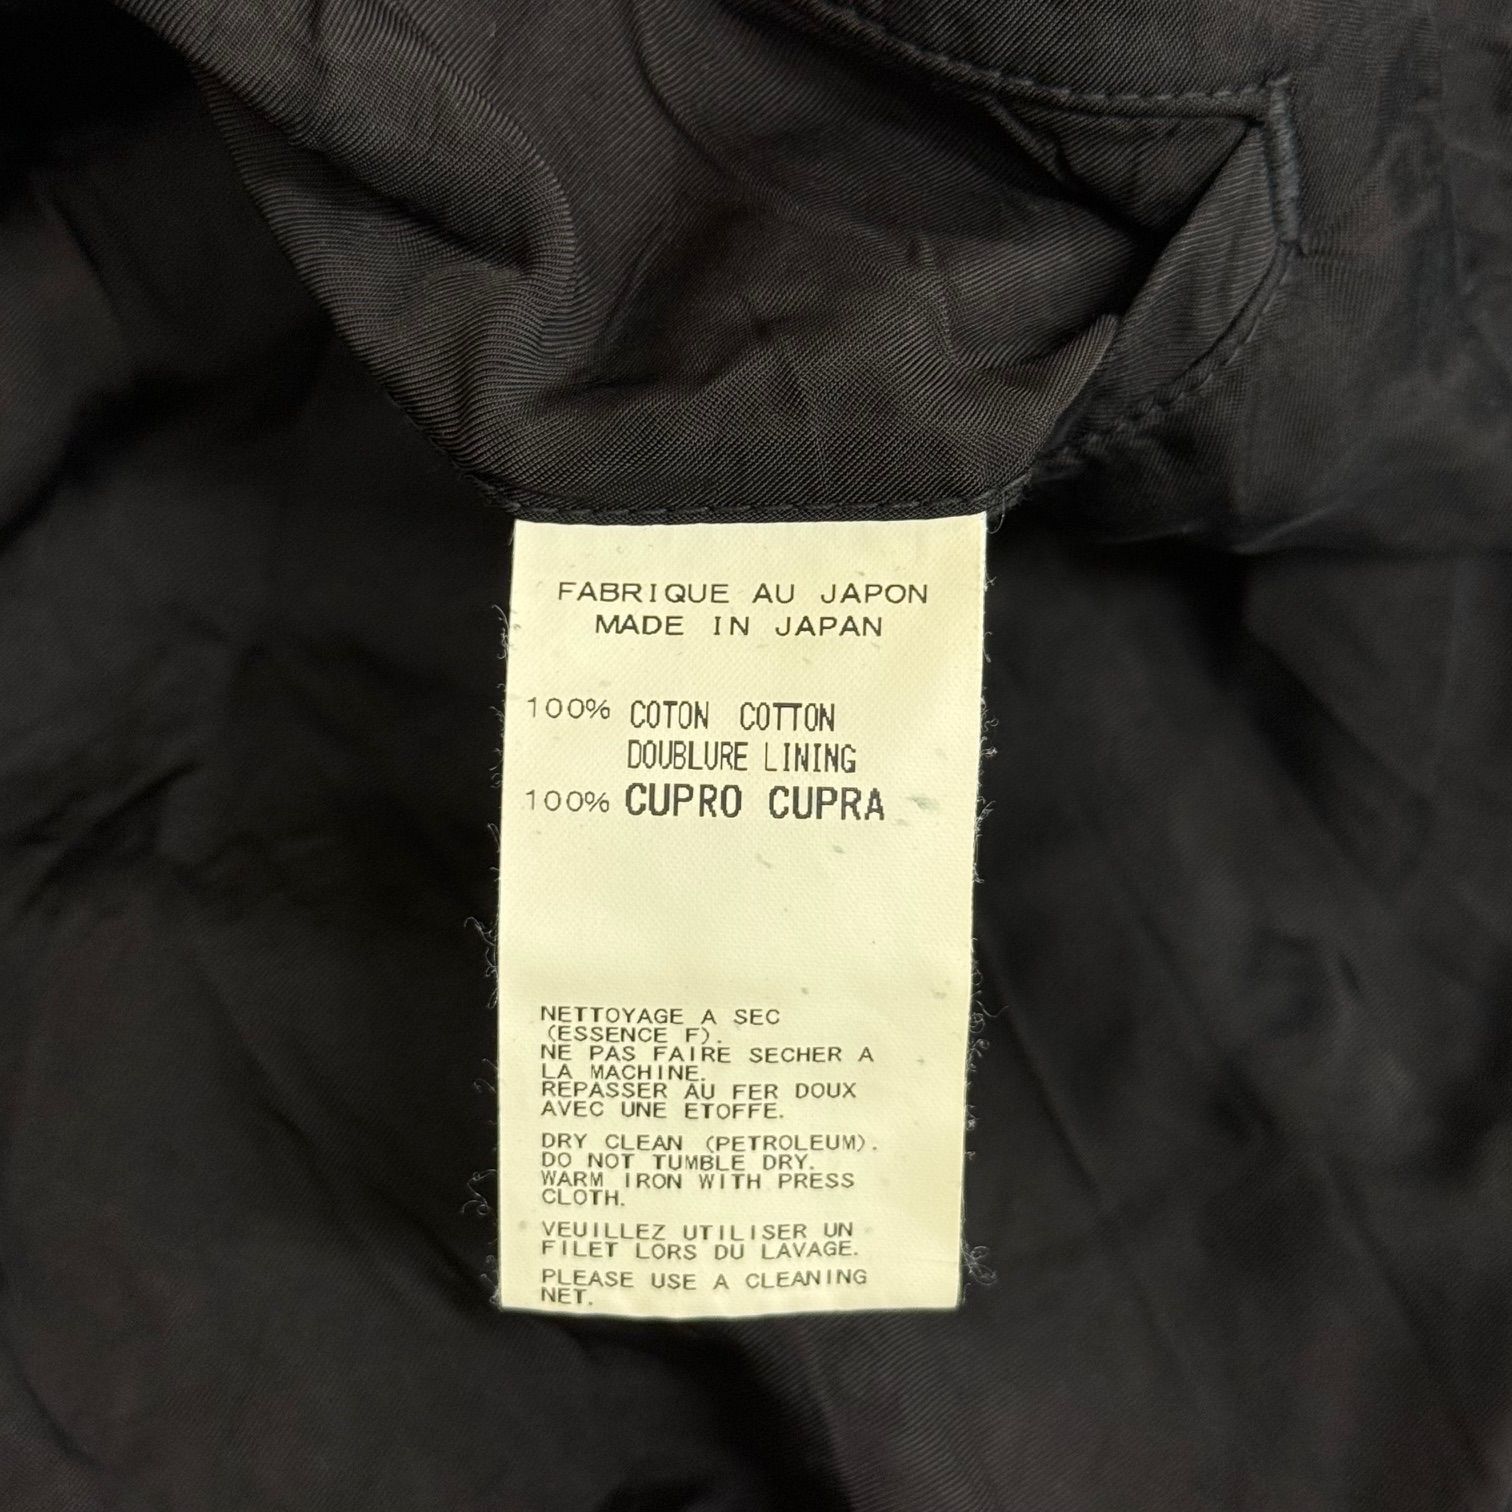 FABRIQUE AU JAPON
MADE IN JAPAN
100% COTON COTTON
DOUBLURE LINING
100% CUPRO CUPRA
NETTOYAGE A SEC
(ESSENCE F).
NE PAS FAIRE SECHER A
LA MACHINE.
REPASSER AU FER DOUX
AVEC UNE ETOFFE.
DRY CLEAN (PETROLEUM).
DO NOT TUMBLE DRY.
WARM IRON WITH PRESS
CLOTH.
VEUILLEZ UTILISER UN
FILET LORS DU LAVAGE.
PLEASE USE A CLEANING
NET.